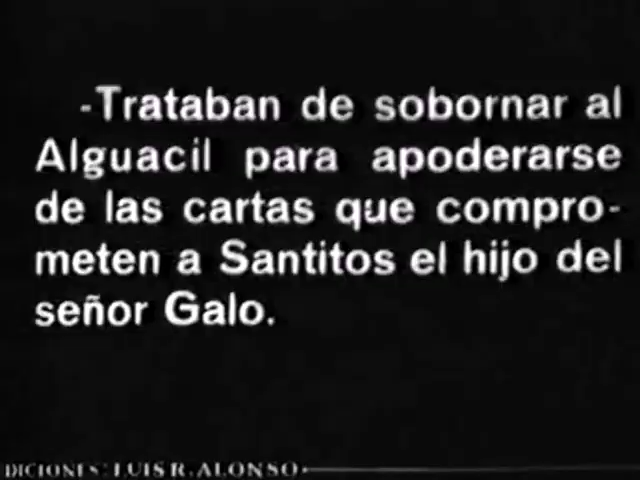 -Trataban de sobornar al
Alguacil para apoderarse
de las cartas que compro-
meten a Santitos el hijo del
señor Galo.
DICIONES LUIS R. ALONSO